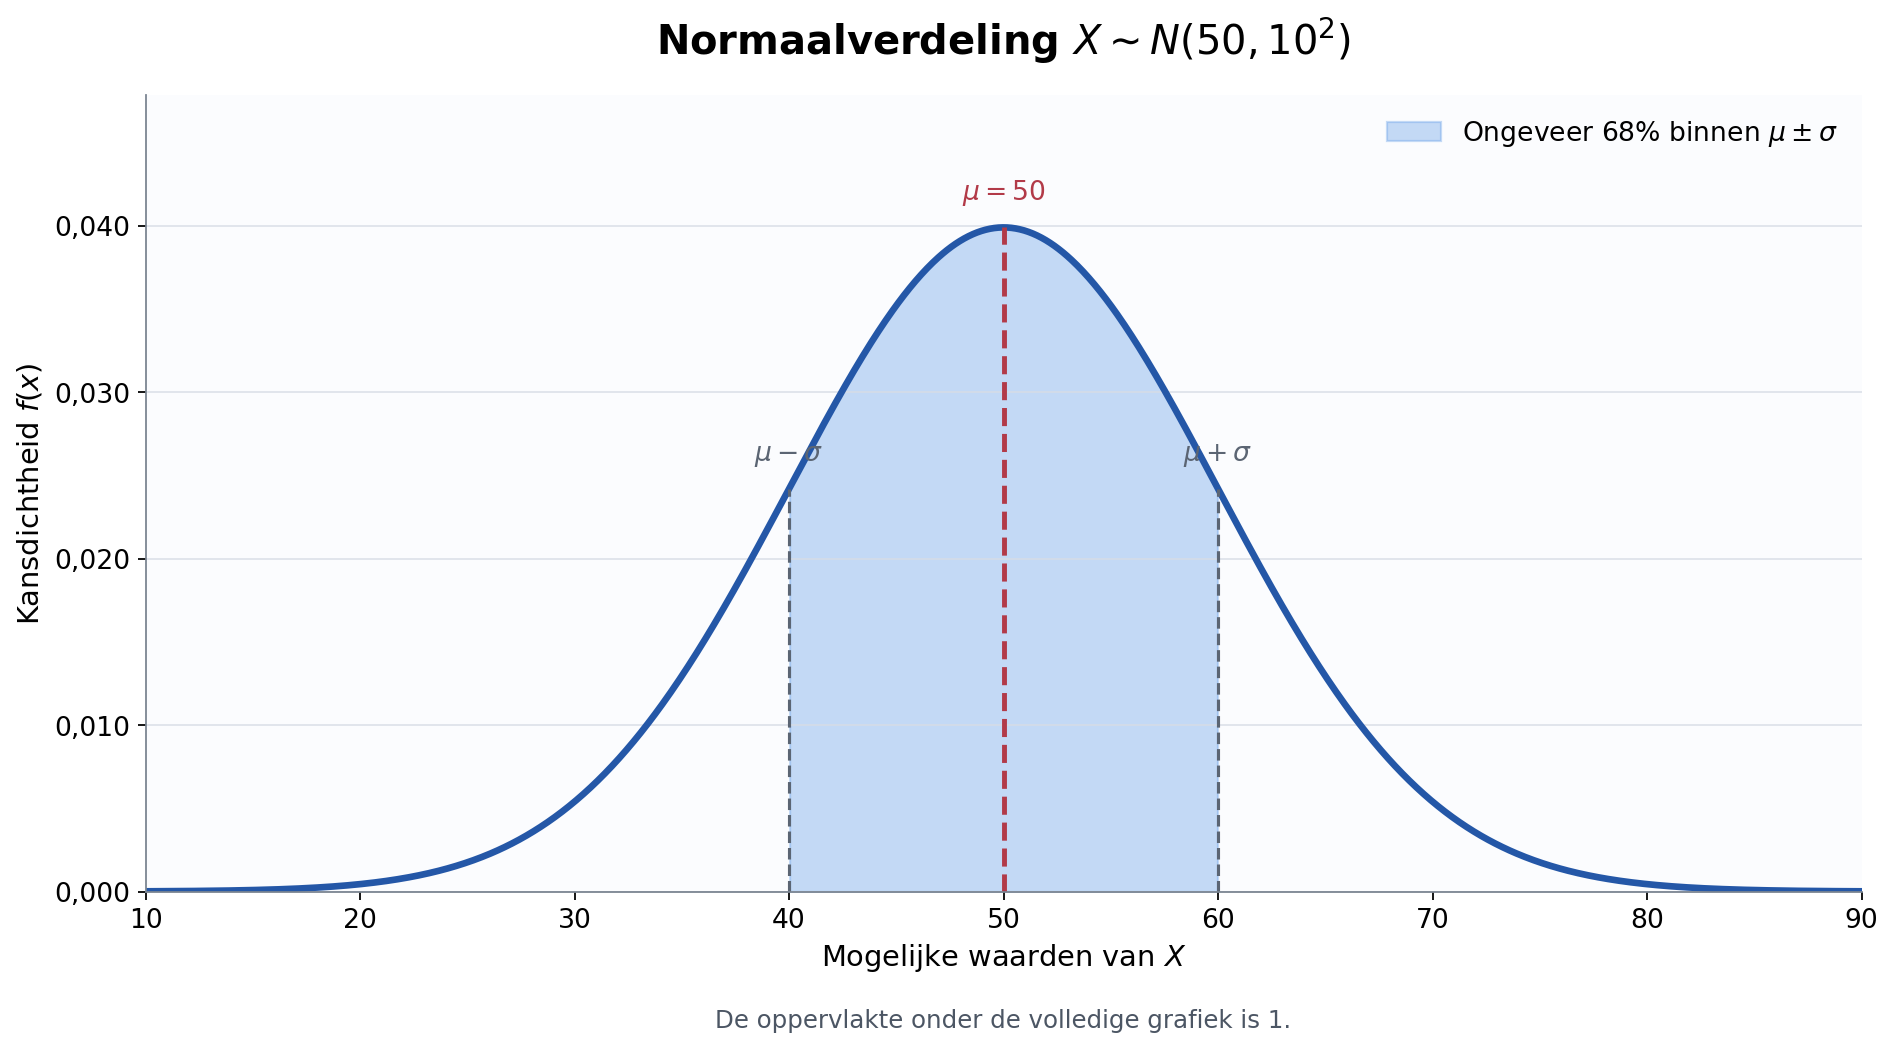 Normaalverdeling X ~ N(50, 10²)
Ongeveer 68% binnen μ ± σ
μ = 50
μ − σ
μ + σ
Kansdichtheid f(x)
0,040
0,030
0,020
0,010
0,000
10 20 30 40 50 60 70 80 90
Mogelijke waarden van X
De oppervlakte onder de volledige grafiek is 1.